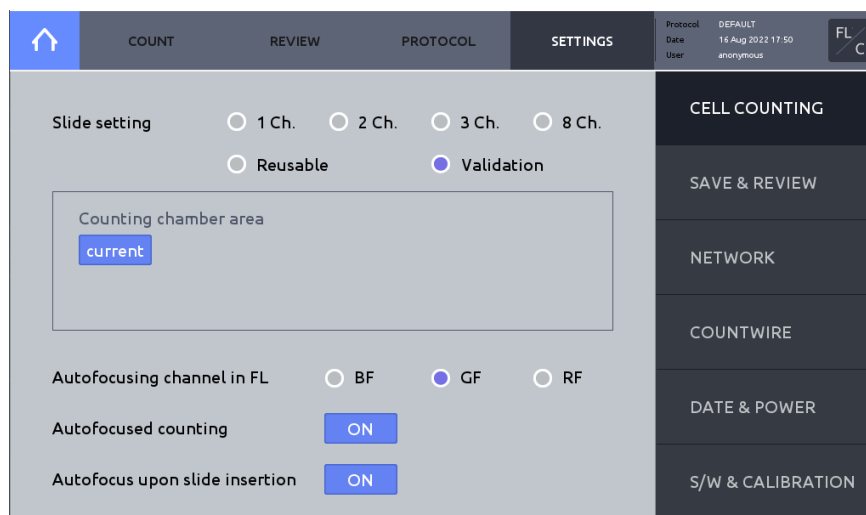 COUNT REVIEW PROTOCOL SETTINGS
Protocol DEFAULT
Date 16 Aug 2022 17:50
User anonymous
FL
C
Slide setting 1 Ch. 2 Ch. 3 Ch. 8 Ch.
Reusable Validation
Counting chamber area
current
Autofocusing channel in FL BF GF RF
Autofocused counting ON
Autofocus upon slide insertion ON
CELL COUNTING
SAVE & REVIEW
NETWORK
COUNTWIRE
DATE & POWER
S/W & CALIBRATION